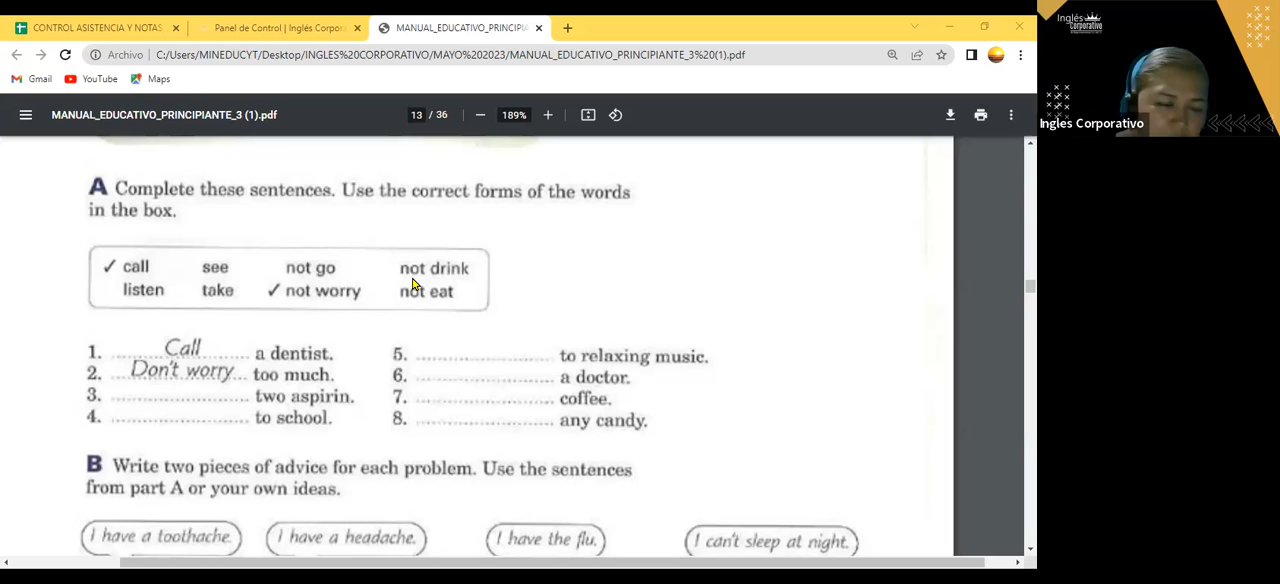 CONTROL ASISTENCIA Y NOTAS
Panel de Control | Inglés Corpora
MANUAL_EDUCATIVO_PRINCIPIA
Archivo
C:/Users/MINEDUCYT/Desktop/INGLES%20CORPORATIVO/MAYO%202023/MANUAL_EDUCATIVO_PRINCIPIANTE_3%20(1).pdf
Gmail
YouTube
Maps
MANUAL_EDUCATIVO_PRINCIPIANTE_3 (1).pdf
13 / 36
189%
Inglés
Corporativo
Ingles Corporativo
A Complete these sentences. Use the correct forms of the words
in the box.
✓ call see not go not drink
listen take ✓ not worry not eat
1. Call a dentist.
2. Don't worry too much.
3. two aspirin.
4. to school.
5. to relaxing music.
6. a doctor.
7. coffee.
8. any candy.
B Write two pieces of advice for each problem. Use the sentences
from part A or your own ideas.
I have a toothache.
I have a headache.
I have the flu.
I can't sleep at night.